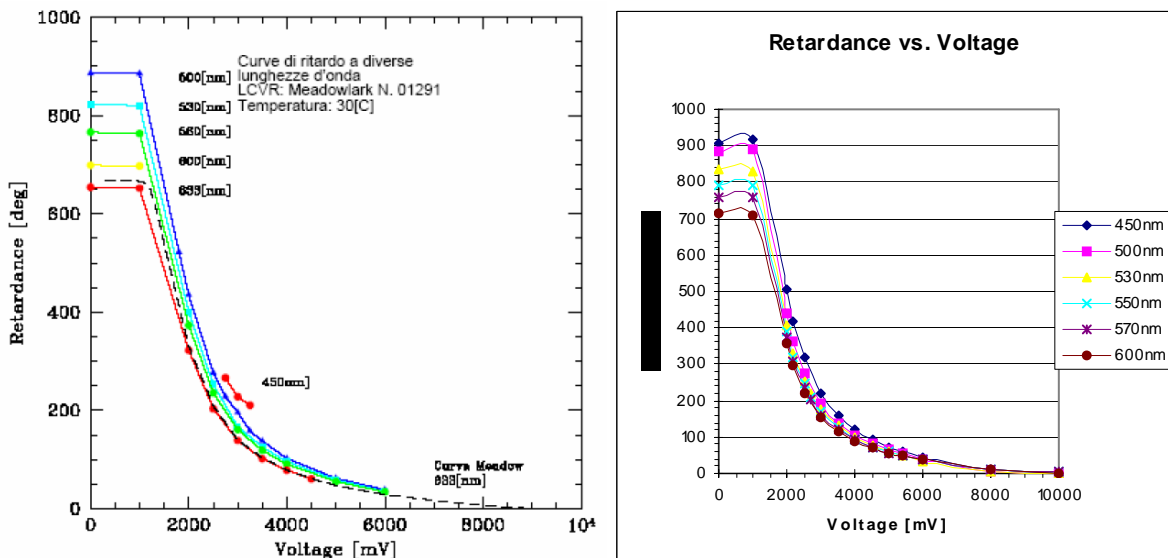 1000
800
600
400
200
0
Retardance [deg]
Curve di ritardo a diverse
lunghezze d'onda
LCVR: Meadowlark N. 01291
Temperatura: 30[C]
500[nm]
530[nm]
560[nm]
600[nm]
633[nm]
450nm]
Curva Meadow
633[nm]
0 2000 4000 6000 8000 10⁴
Voltage [mV]
Retardance vs. Voltage
1000
900
800
700
600
500
400
300
200
100
0
0 2000 4000 6000 8000 10000
Voltage [mV]
450nm
500nm
530nm
550nm
570nm
600nm